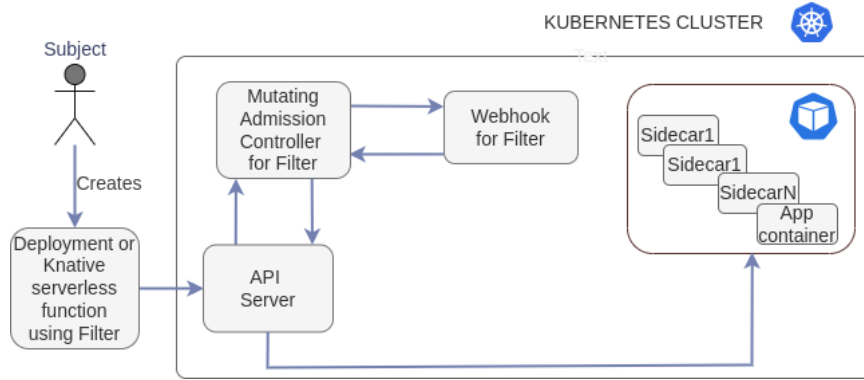 KUBERNETES CLUSTER
Subject
Text
Mutating
Admission
Controller
for Filter
Webhook
for Filter
Sidecar1
Sidecar1
SidecarN
App
container
Creates
Deployment or
Knative
serverless
function
using Filter
API
Server